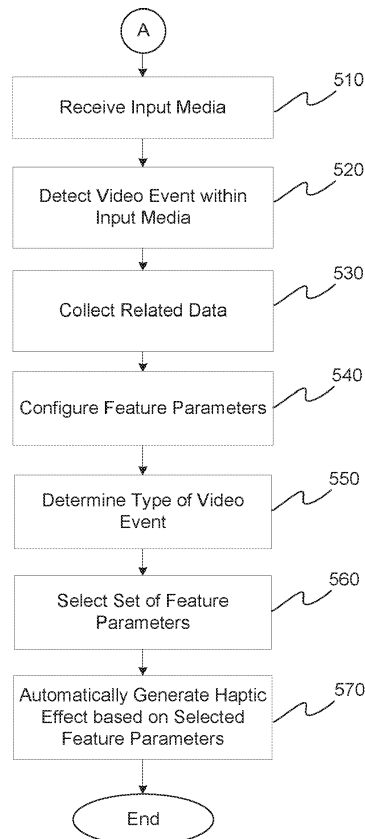 A
Receive Input Media
510
Detect Video Event within
Input Media
520
Collect Related Data
530
Configure Feature Parameters
540
Determine Type of Video
Event
550
Select Set of Feature
Parameters
560
Automatically Generate Haptic
Effect based on Selected
Feature Parameters
570
End